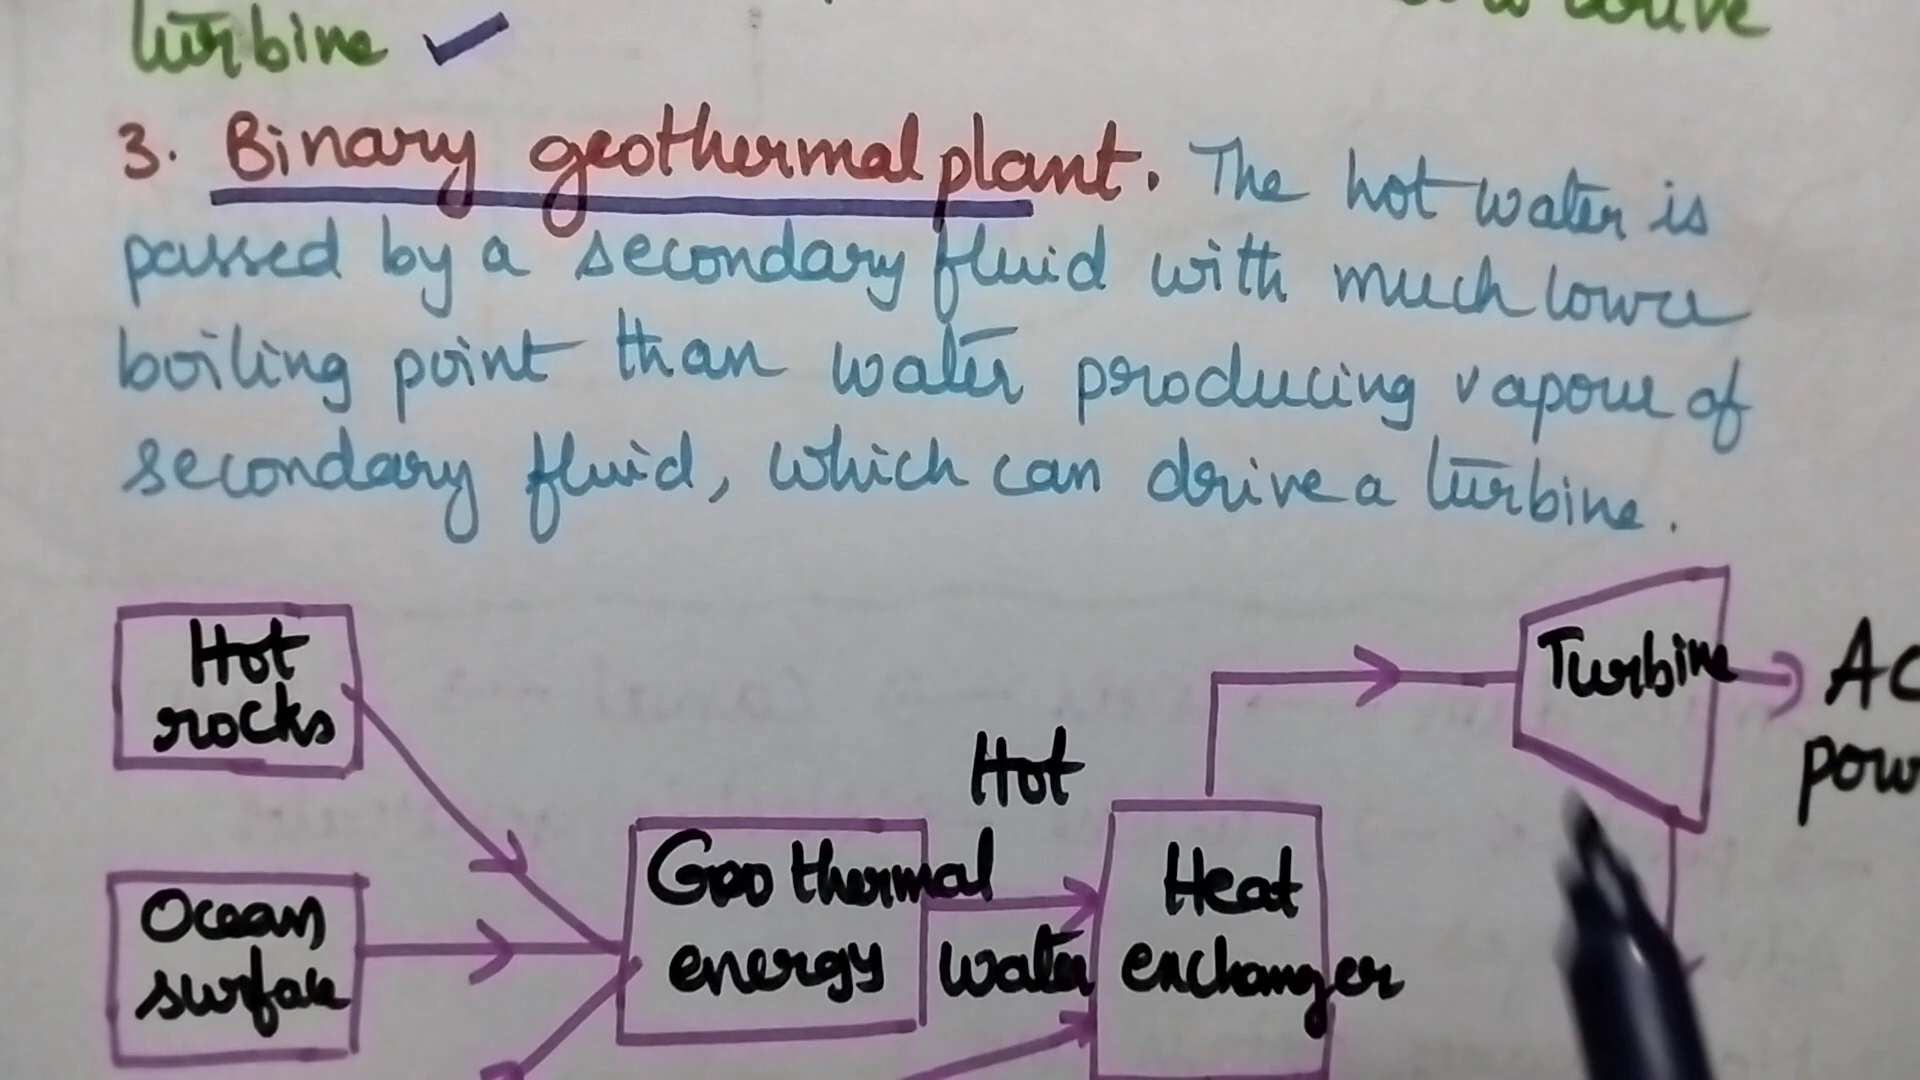 turbine ✓
3. Binary geothermal plant. The hot water is
passed by a secondary fluid with much lower
boiling point than water producing vapour of
secondary fluid, which can drive a turbine.
Hot
rocks
Ocean
surface
Geothermal
energy
Hot
water
Heat
exchanger
Turbine
AC
pow